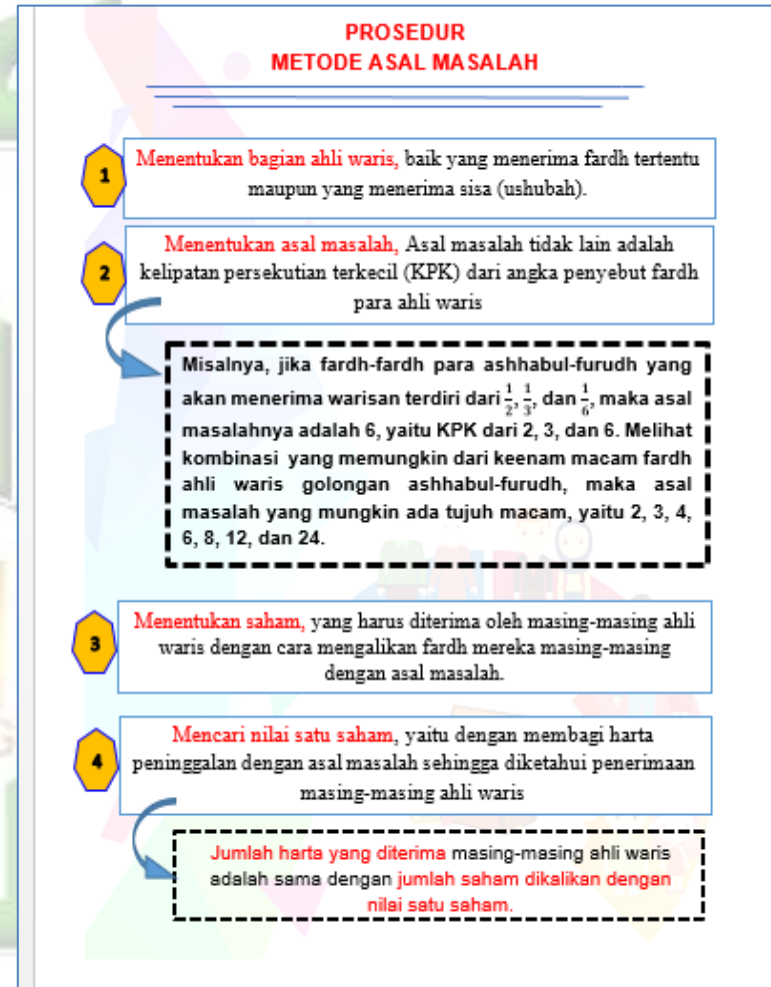 PROSEDUR
METODE ASAL MASALAH
1
Menentukan bagian ahli waris, baik yang menerima fardh tertentu
maupun yang menerima sisa (ushubah).
2
Menentukan asal masalah, Asal masalah tidak lain adalah
kelipatan persekutian terkecil (KPK) dari angka penyebut fardh
para ahli waris
Misalnya, jika fardh-fardh para ashhabul-furudh yang
akan menerima warisan terdiri dari 1/2, 1/3, dan 1/6, maka asal
masalahnya adalah 6, yaitu KPK dari 2, 3, dan 6. Melihat
kombinasi yang memungkin dari keenam macam fardh
ahli waris golongan ashhabul-furudh, maka asal
masalah yang mungkin ada tujuh macam, yaitu 2, 3, 4,
6, 8, 12, dan 24.
3
Menentukan saham, yang harus diterima oleh masing-masing ahli
waris dengan cara mengalikan fardh mereka masing-masing
dengan asal masalah.
4
Mencari nilai satu saham, yaitu dengan membagi harta
peninggalan dengan asal masalah sehingga diketahui penerimaan
masing-masing ahli waris
Jumlah harta yang diterima masing-masing ahli waris
adalah sama dengan jumlah saham dikalikan dengan
nilai satu saham.